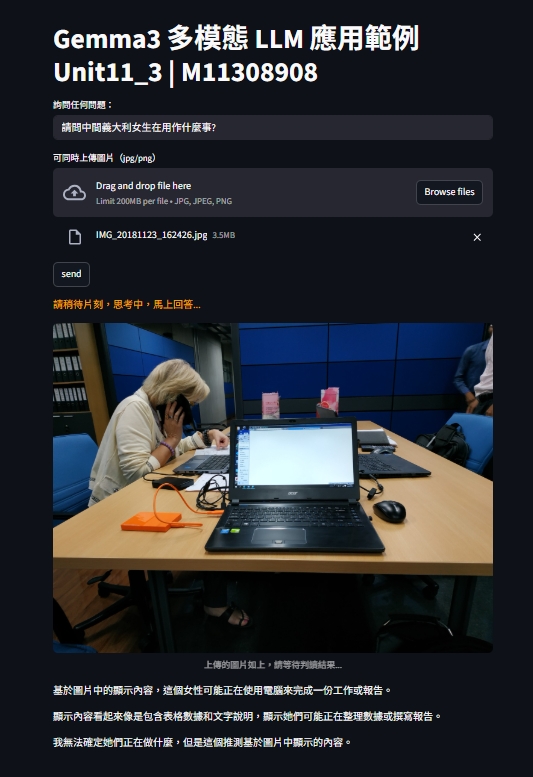 Gemma3 多模態 LLM 應用範例
Unit11_3 | M11308908
詢問任何問題：
請問中間義大利女生在用作什麼事?
可同時上傳圖片（jpg/png）
Drag and drop file here
Limit 200MB per file • JPG, JPEG, PNG
Browse files
IMG_20181123_162426.jpg 3.5MB
send
請稍待片刻，思考中，馬上回答...
acer
上傳的圖片如上，請等待判讀結果...
基於圖片中的顯示內容，這個女性可能正在使用電腦來完成一份工作或報告。
顯示內容看起來像是包含表格數據和文字說明，顯示她們可能正在整理數據或撰寫報告。
我無法確定她們正在做什麼，但是這個推測基於圖片中顯示的內容。